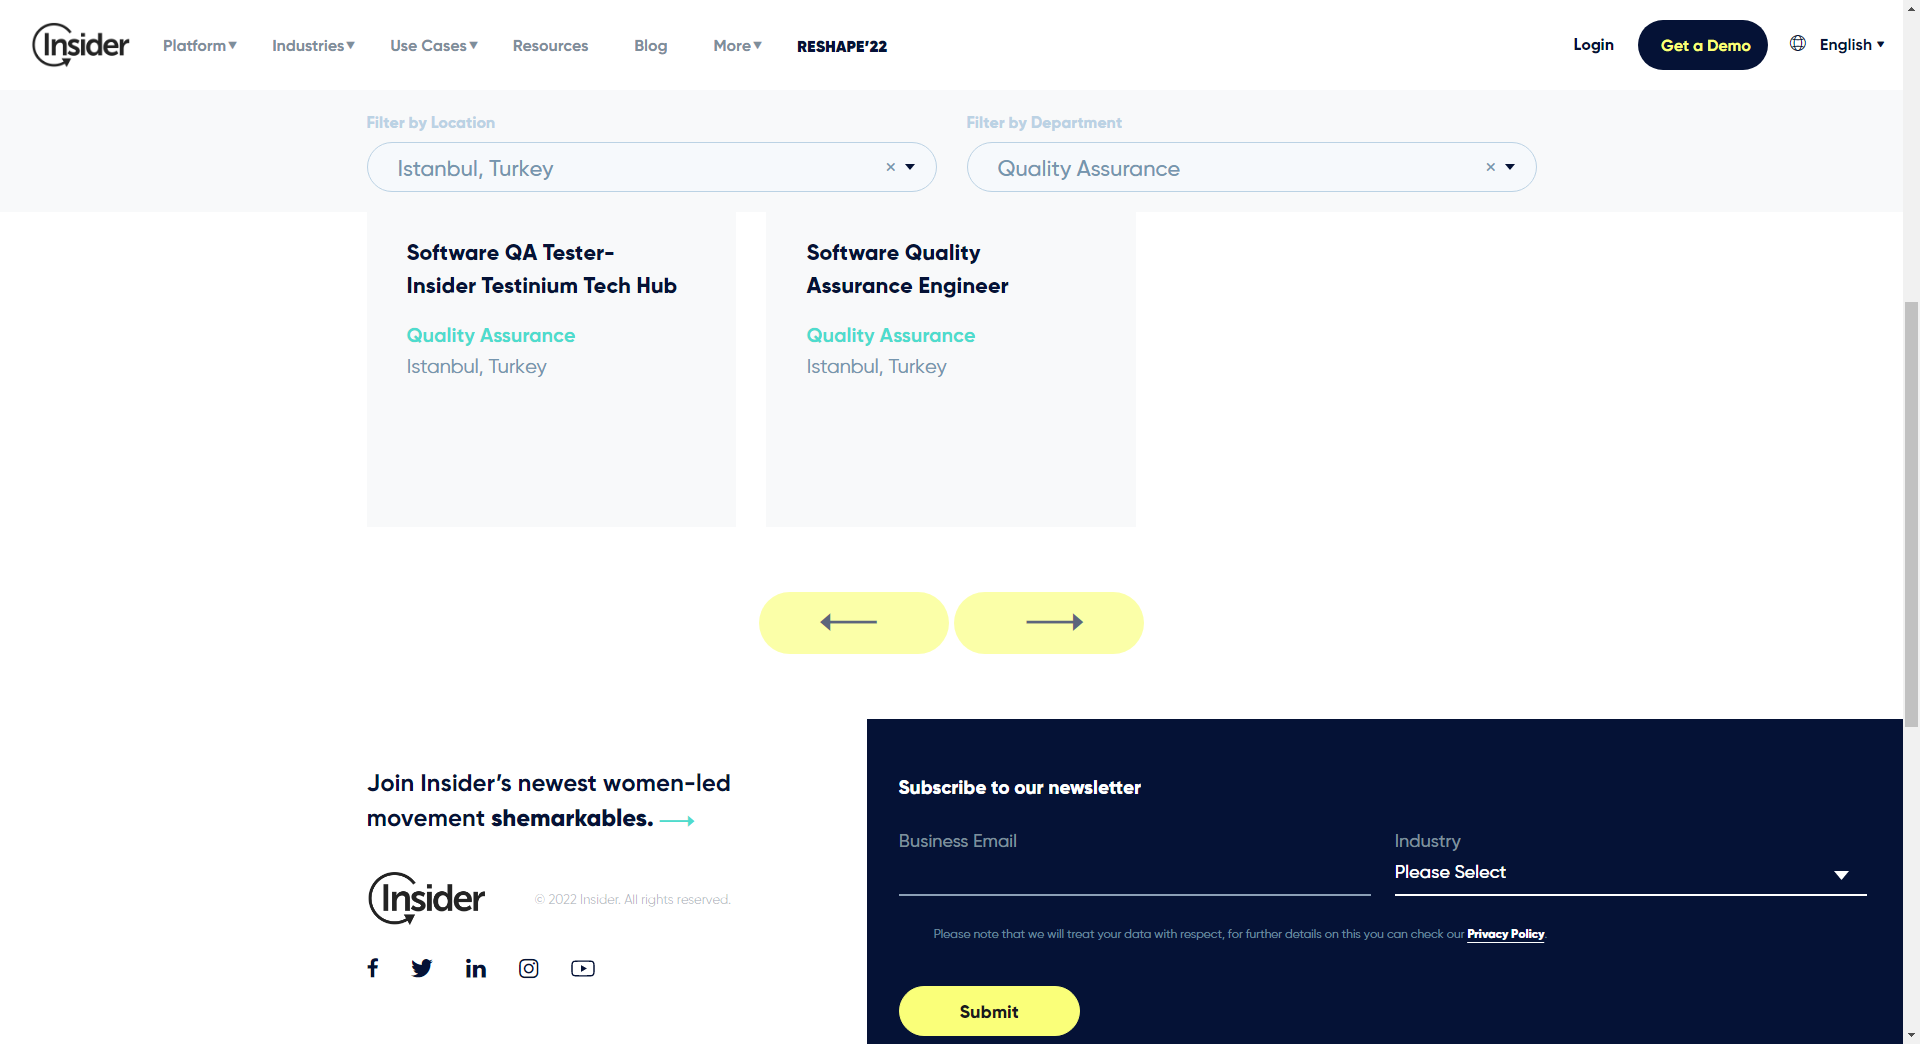 Insider Platform Industries Use Cases Resources Blog More RESHAPE'22 Login Get a Demo English
Filter by Location Filter by Department
Istanbul, Turkey × Quality Assurance ×
Software QA Tester-
Insider Testinium Tech Hub
Quality Assurance
Istanbul, Turkey
Software Quality
Assurance Engineer
Quality Assurance
Istanbul, Turkey
Join Insider's newest women-led
movement shemarkables.
Insider © 2022 Insider. All rights reserved.
Subscribe to our newsletter
Business Email Industry
Please Select
Please note that we will treat your data with respect, for further details on this you can check our Privacy Policy.
Submit